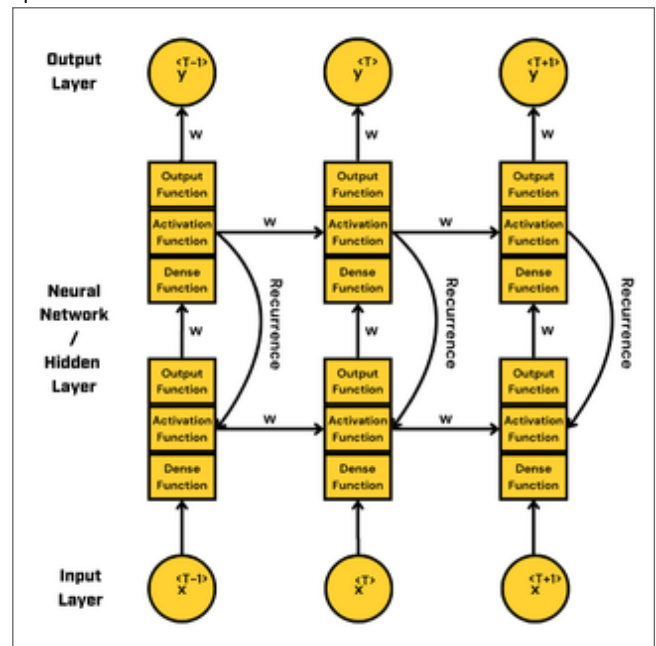 Output
Layer
<T-1>
y
<T>
y
<T+1>
y
w
w
w
Output
Function
Output
Function
Output
Function
Activation
Function
w
Activation
Function
w
Activation
Function
Dense
Function
Dense
Function
Dense
Function
Recurrence
Recurrence
Recurrence
Neural
Network
/
Hidden
Layer
w
w
w
Output
Function
Output
Function
Output
Function
Activation
Function
w
Activation
Function
w
Activation
Function
Dense
Function
Dense
Function
Dense
Function
Input
Layer
<T-1>
x
<T>
x
<T+1>
x